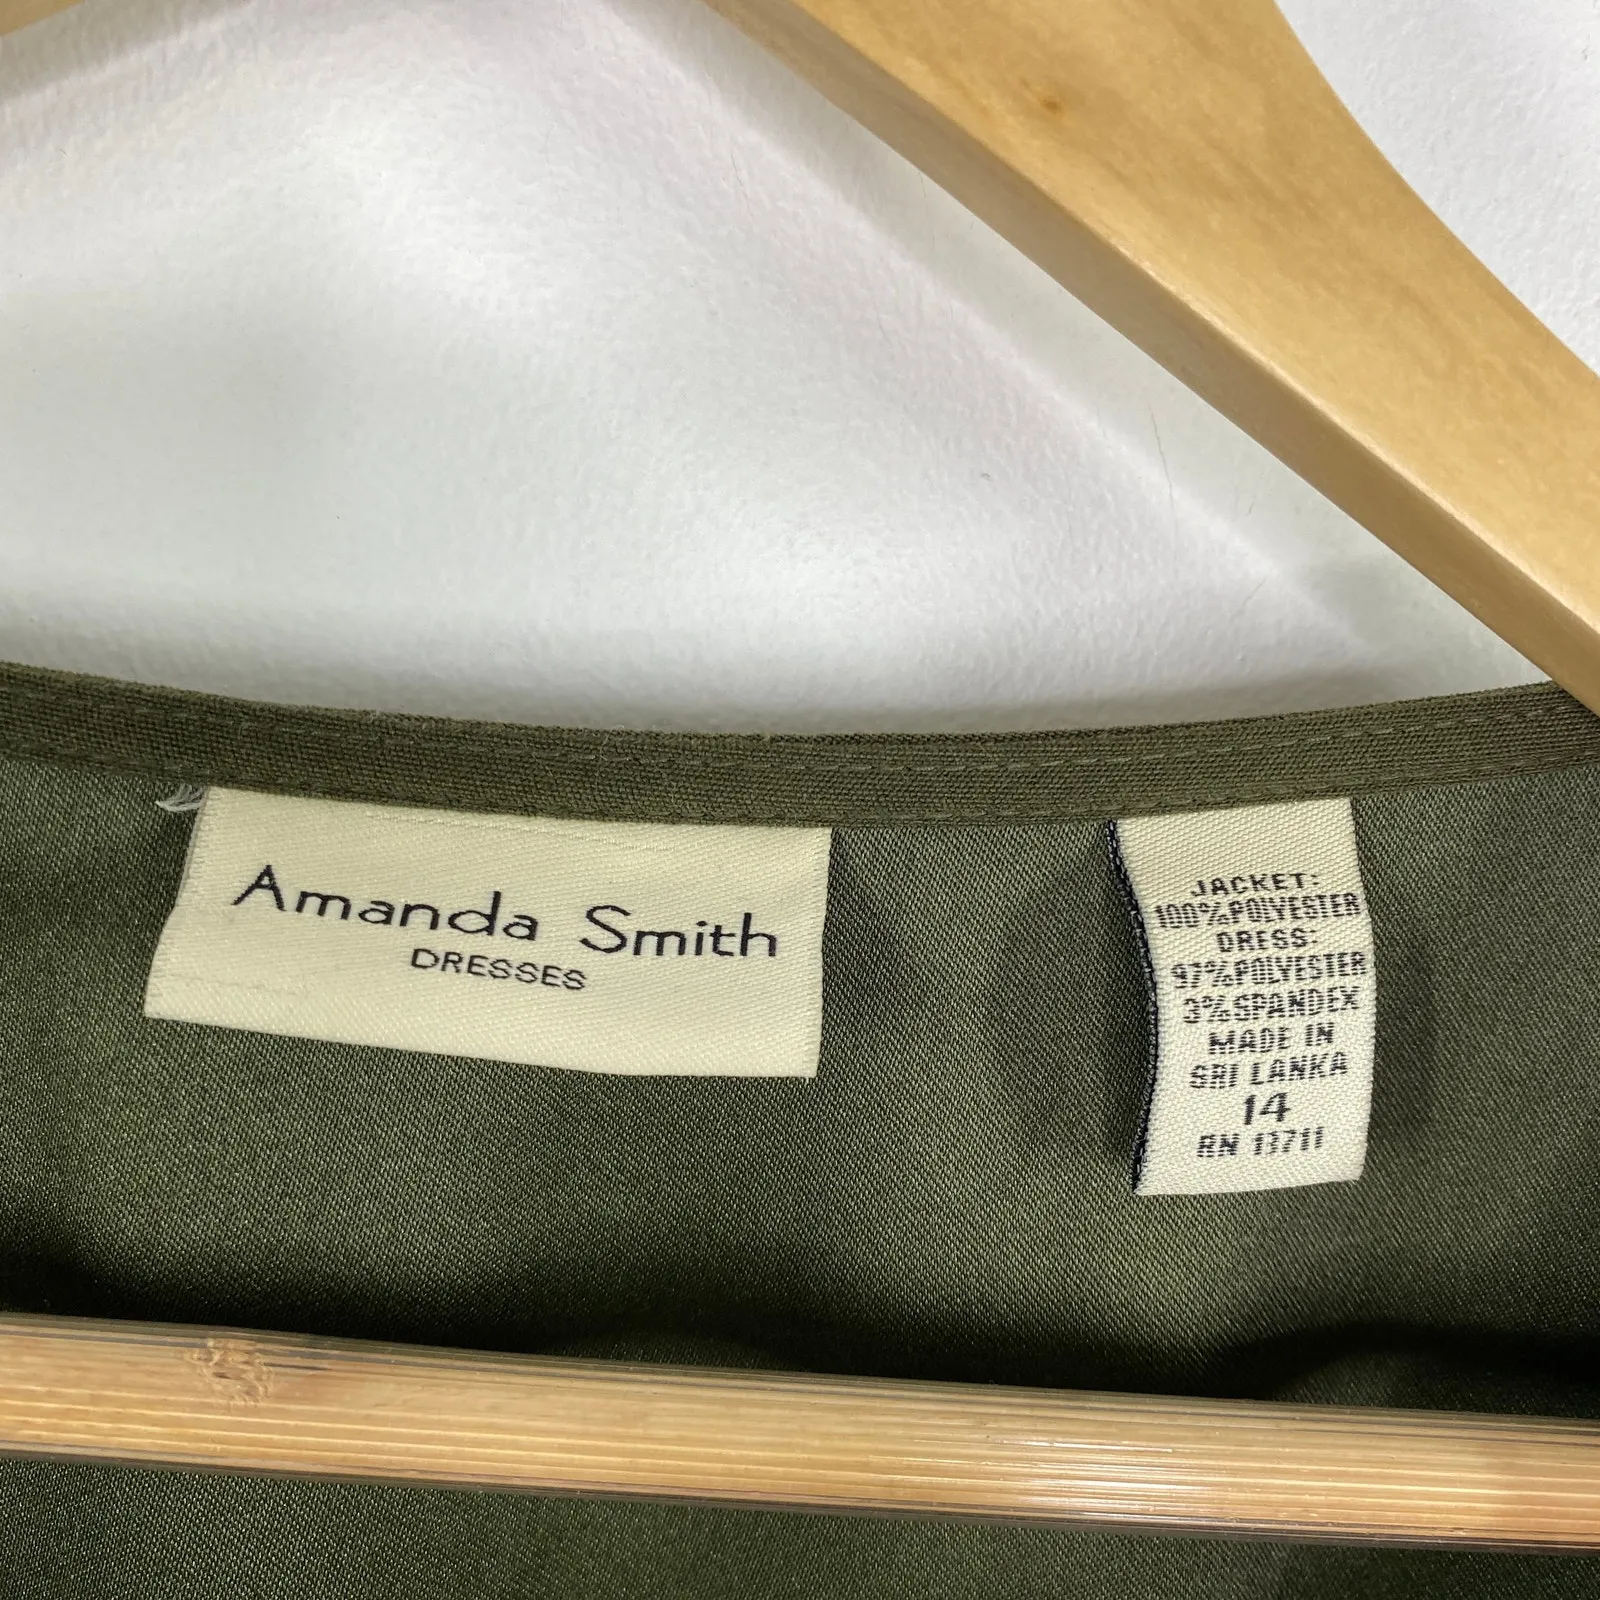 Amanda Smith
DRESSES
JACKET:
100%POLYESTER
DRESS:
97%POLYESTER
3%SPANDEX
MADE IN
SRI LANKA
14
RN 13711